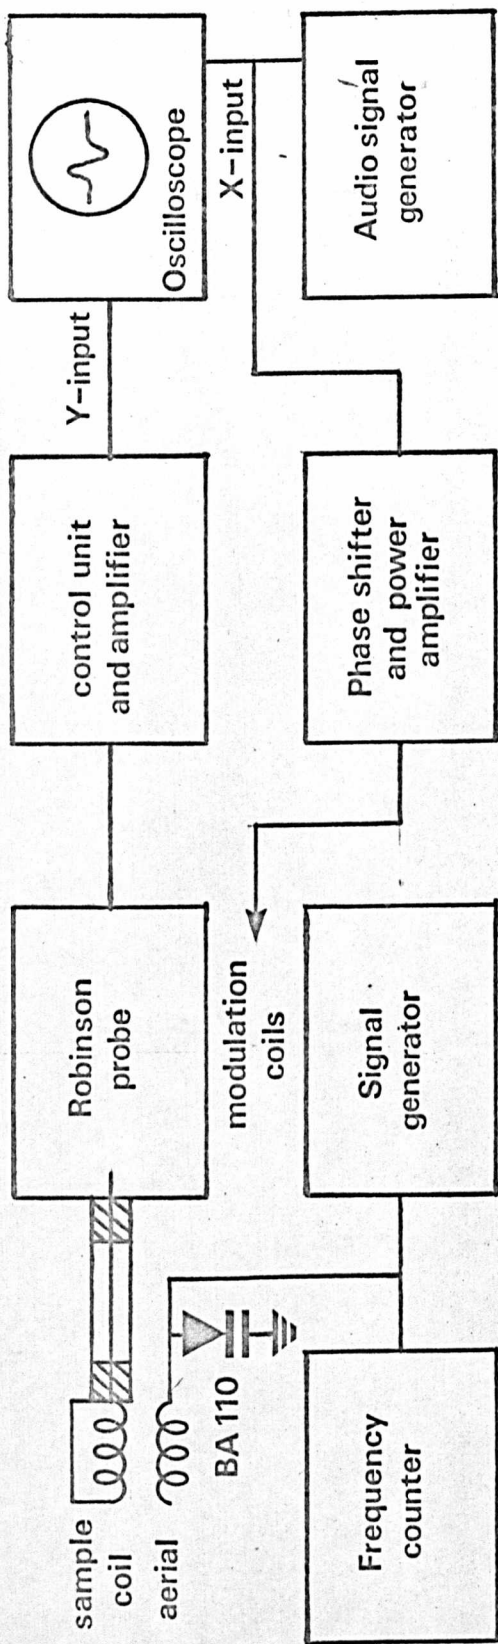 sample
coil
aerial
BA 110
Robinson
probe
control unit
and amplifier
Y-input
Oscilloscope
X-input
modulation
coils
Frequency
counter
Signal
generator
Phase shifter
and power
amplifier
Audio signal
generator